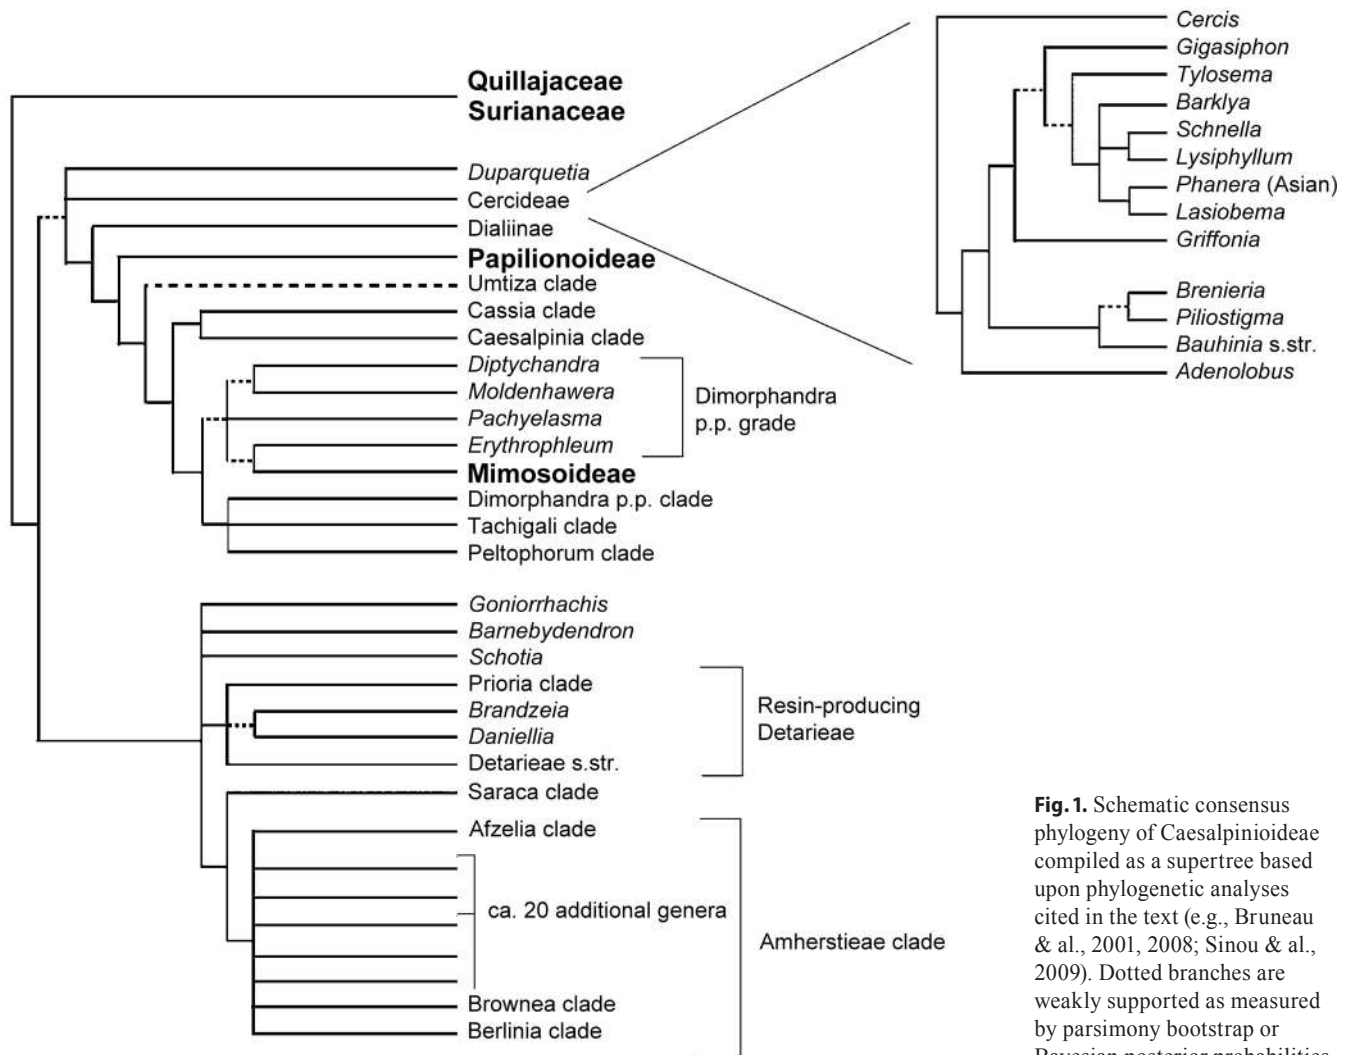 Quillajaceae
Surianaceae
Duparquetia
Cercideae
Dialiinae
Papilionoideae
Umtiza clade
Cassia clade
Caesalpinia clade
Diptychandra
Moldenhawera
Pachyelasma
Erythrophleum
Dimorphandra
p.p. grade
Mimosoideae
Dimorphandra p.p. clade
Tachigali clade
Peltophorum clade
Goniorrhachis
Barnebydendron
Schotia
Prioria clade
Brandzeia
Daniellia
Detarieae s.str.
Resin-producing
Detarieae
Saraca clade
Afzelia clade
ca. 20 additional genera
Brownea clade
Berlinia clade
Amherstieae clade
Cercis
Gigasiphon
Tylosema
Barklya
Schnella
Lysiphyllum
Phanera (Asian)
Lasiobema
Griffonia
Brenieria
Piliostigma
Bauhinia s.str.
Adenolobus
Fig. 1. Schematic consensus
phylogeny of Caesalpinioideae
compiled as a supertree based
upon phylogenetic analyses
cited in the text (e.g., Bruneau
& al., 2001, 2008; Sinou & al.,
2009). Dotted branches are
weakly supported as measured
by parsimony bootstrap or
Bayesian posterior probabilities